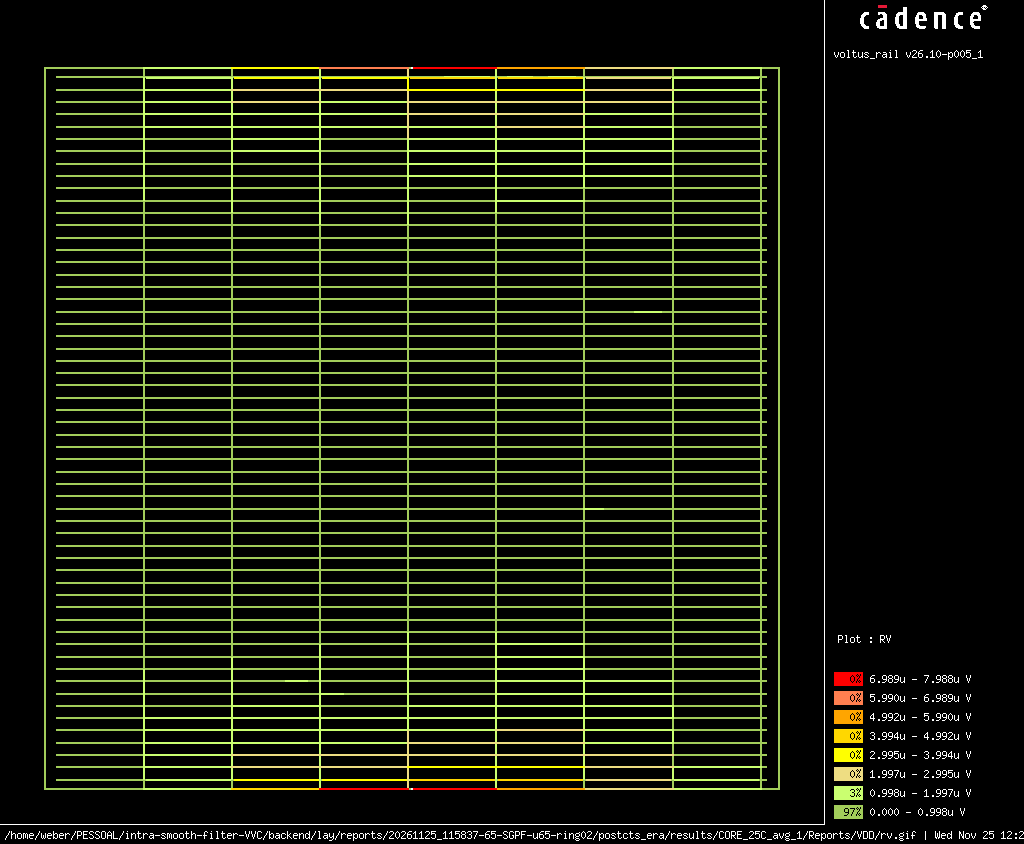 cādence®
voltus_rail v26.10-p005_1
Plot : RV
0% 6.989u - 7.988u V
0% 5.990u - 6.989u V
0% 4.992u - 5.990u V
0% 3.994u - 4.992u V
0% 2.995u - 3.994u V
0% 1.997u - 2.995u V
3% 0.998u - 1.997u V
97% 0.000 - 0.998u V
/home/weber/PESSOAL/intra-smooth-filter-VVC/backend/lay/reports/20261125_115837-65-SGPF-u65-ring02/postcts_era/results/CORE_25C_avg_1/Reports/VDD/rv.gif | Wed Nov 25 12:2